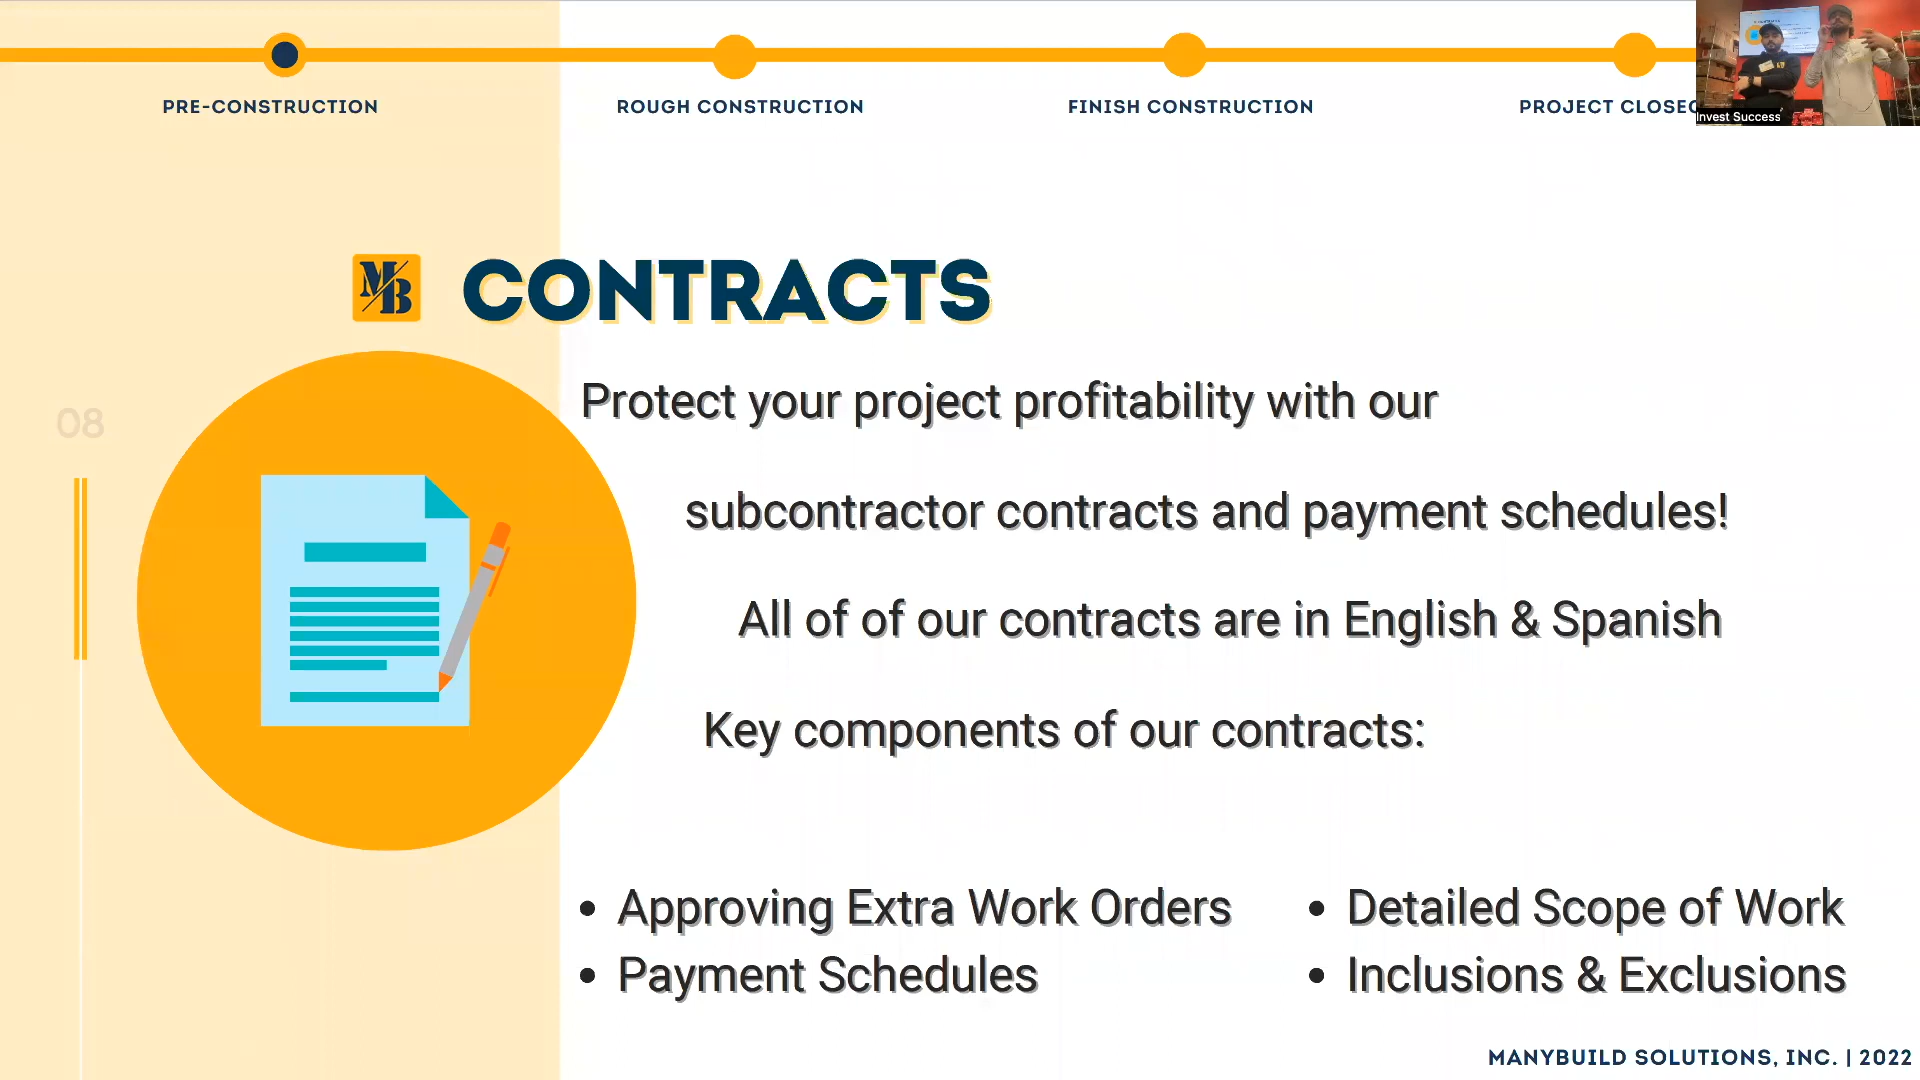 PRE-CONSTRUCTION
ROUGH CONSTRUCTION
FINISH CONSTRUCTION
PROJECT
Invest Success
MB
CONTRACTS
Protect your project profitability with our
08
subcontractor contracts and payment schedules!
All of of our contracts are in English & Spanish
Key components of our contracts:
• Approving Extra Work Orders
• Detailed Scope of Work
• Payment Schedules
• Inclusions & Exclusions
MANYBUILD SOLUTIONS, INC. | 2022